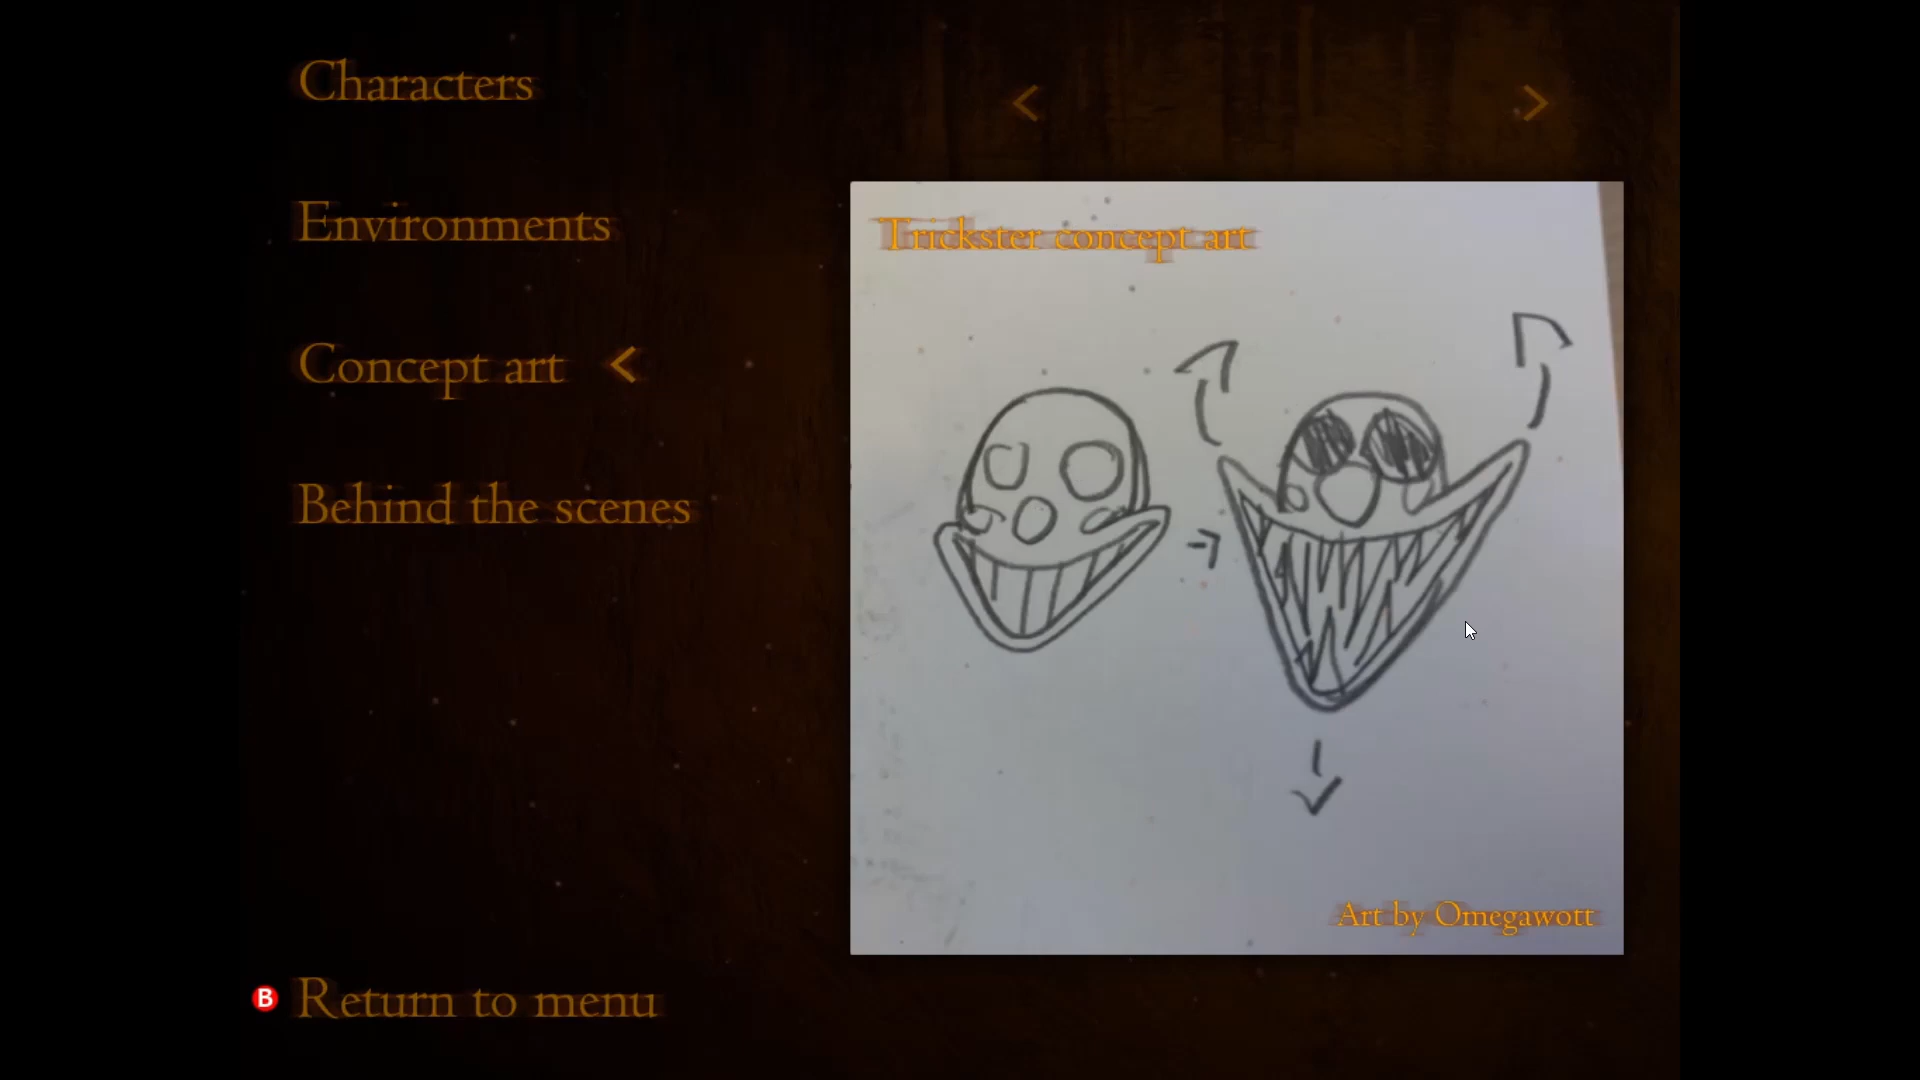 Characters
Environments
Concept art <
Behind the scenes
B Return to menu
< >
Trickster concept art
Art by Omegawott